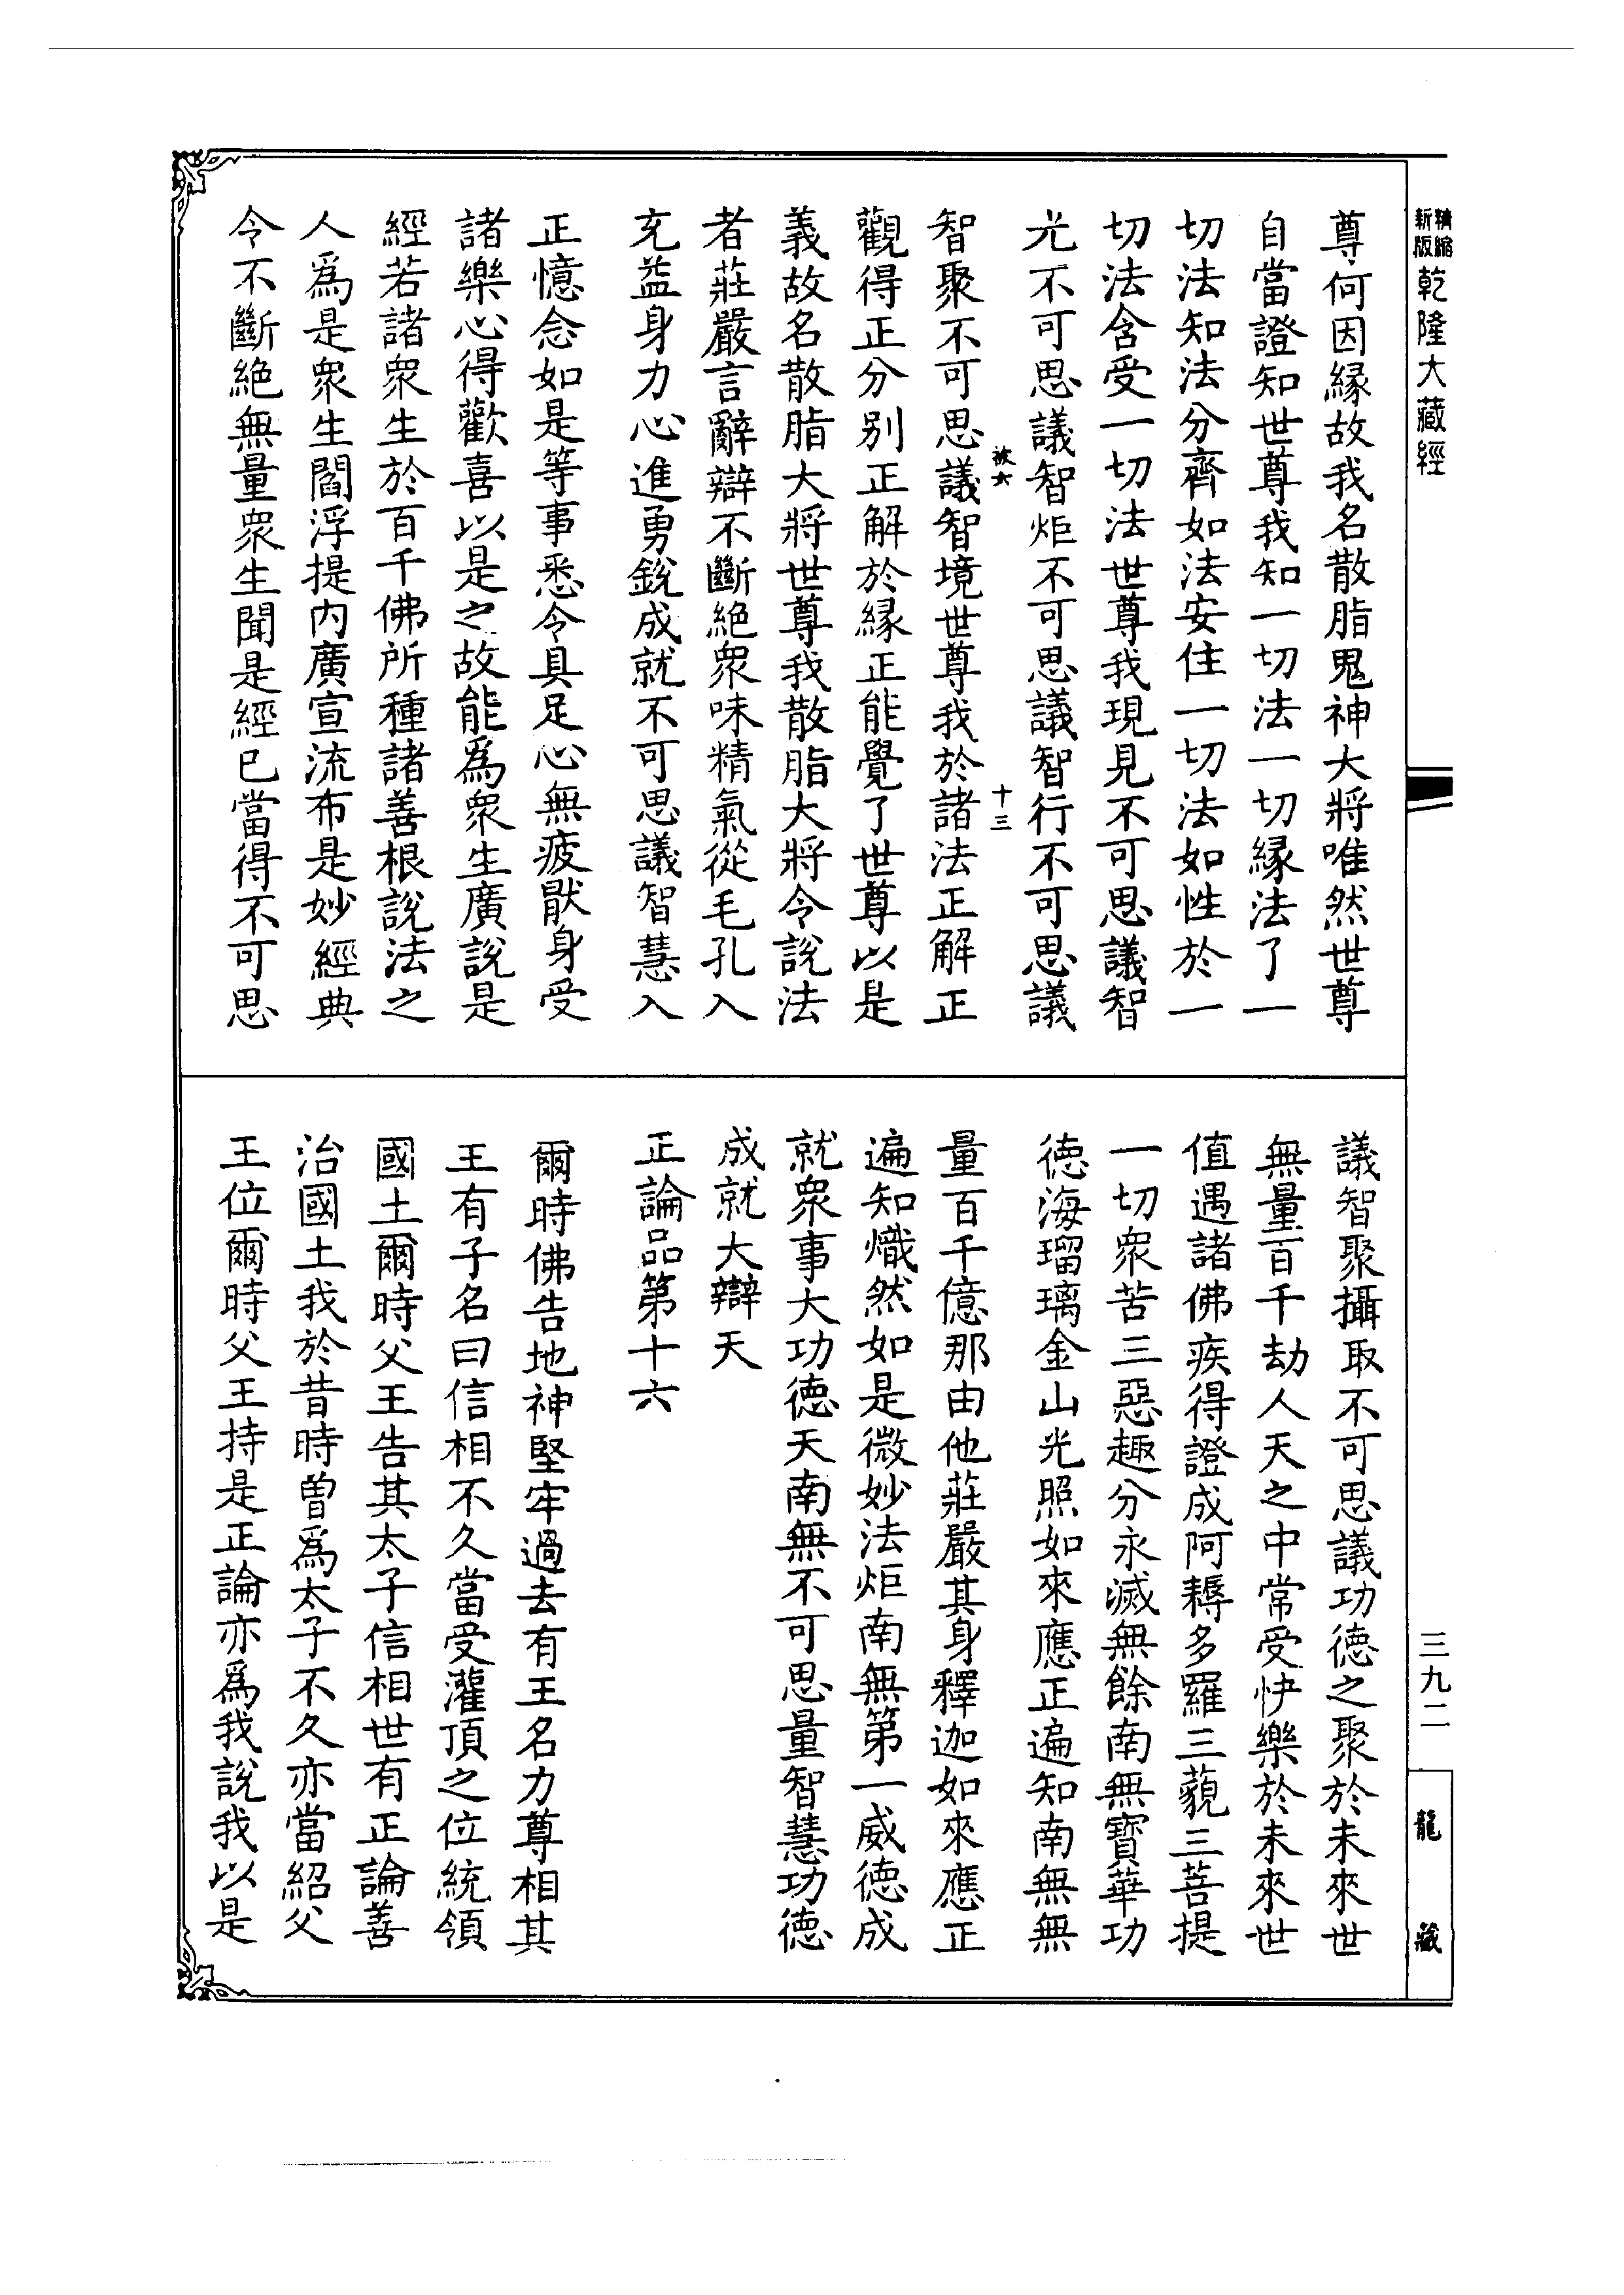 精縮
新版
乾隆大藏經
尊何因緣故我名散脂鬼神大將唯然世尊
自當證知世尊我知一切法一切緣法了一
切法知法分齊如法安住一切法如性於一
切法含受一切法世尊我現見不可思議智
光不可思議智炬不可思議智行不可思議
被六 十三
智聚不可思議智境世尊我於諸法正解正
觀得正分別正解於緣正能覺了世尊以是
義故名散脂大將世尊我散脂大將令說法
者莊嚴言辭辯不斷絕衆味精氣從毛孔入
充益身力心進勇銳成就不可思議智慧入
正憶念如是等事悉令具足心無疲厭身受
諸樂心得歡喜以是之故能爲衆生廣說是
經若諸衆生於百千佛所種諸善根說法之
人爲是衆生閻浮提內廣宣流布是妙經典
令不斷絕無量衆生聞是經已當得不可思
議智聚攝取不可思議功德之聚於未來世
無量百千劫人天之中常受快樂於未來世
值遇諸佛疾得證成阿耨多羅三藐三菩提
一切衆苦三惡趣分永滅無餘南無寶華功
德海瑠璃金山光照如來應正遍知南無無
量百千億那由他莊嚴其身釋迦如來應正
遍知熾然如是微妙法炬南無第一威德成
就衆事大功德天南無不可思量智慧功德
成就大辯天
正論品第十六
爾時佛告地神堅牢過去有王名力尊相其
王有子名曰信相不久當受灌頂之位統領
國土爾時父王告其太子信相世有正論善
治國土我於昔時曾爲太子不久亦當紹父
王位爾時父王持是正論亦爲我說我以是
三九二
龍藏